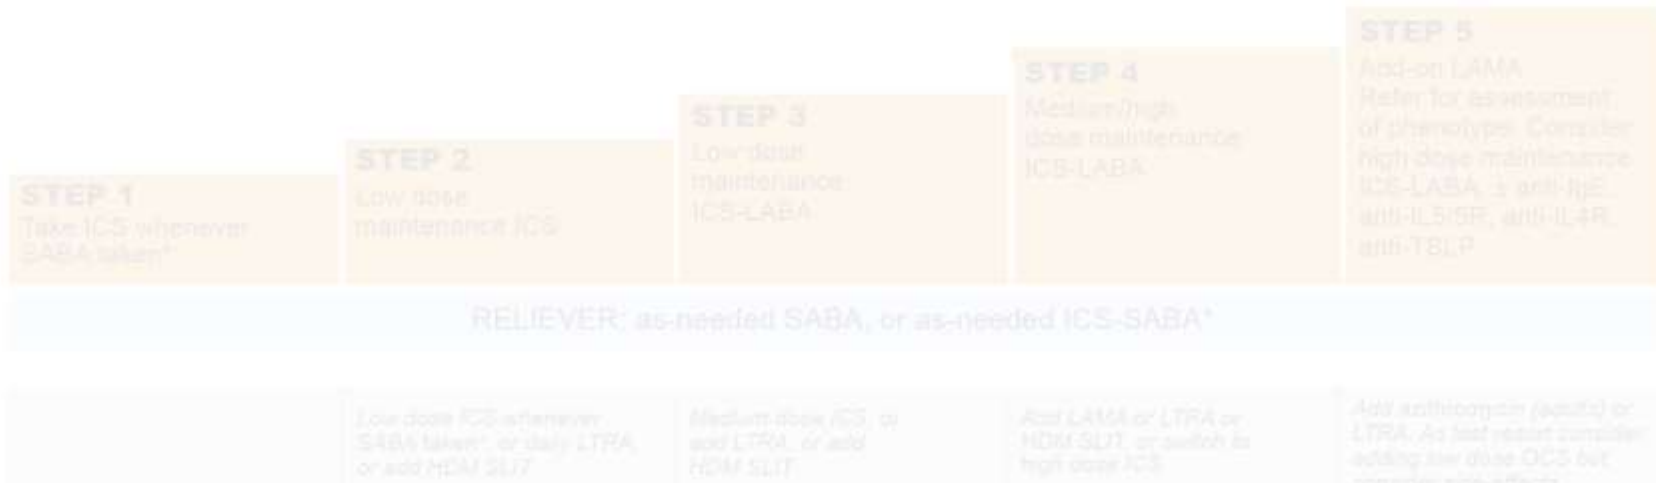 STEP 5
Add-on LAMA
Refer for assessment
of phenotype. Consider
high dose maintenance
ICS-LABA, ± anti-IgE,
anti-IL5/5R, anti-IL4R,
anti-TSLP
STEP 4
Medium/high
dose maintenance
ICS-LABA
STEP 3
Low dose
maintenance
ICS-LABA
STEP 2
Low dose
maintenance ICS
STEP 1
Take ICS whenever
SABA taken*
RELIEVER: as-needed SABA, or as-needed ICS-SABA*
Low dose ICS whenever
SABA taken*, or daily LTRA,
or add HDM SLIT
Medium dose ICS, or
add LTRA, or add
HDM SLIT
Add LAMA or LTRA or
HDM SLIT, or switch to
high dose ICS
Add azithromycin (adults) or
LTRA. As last resort consider
adding low dose OCS but